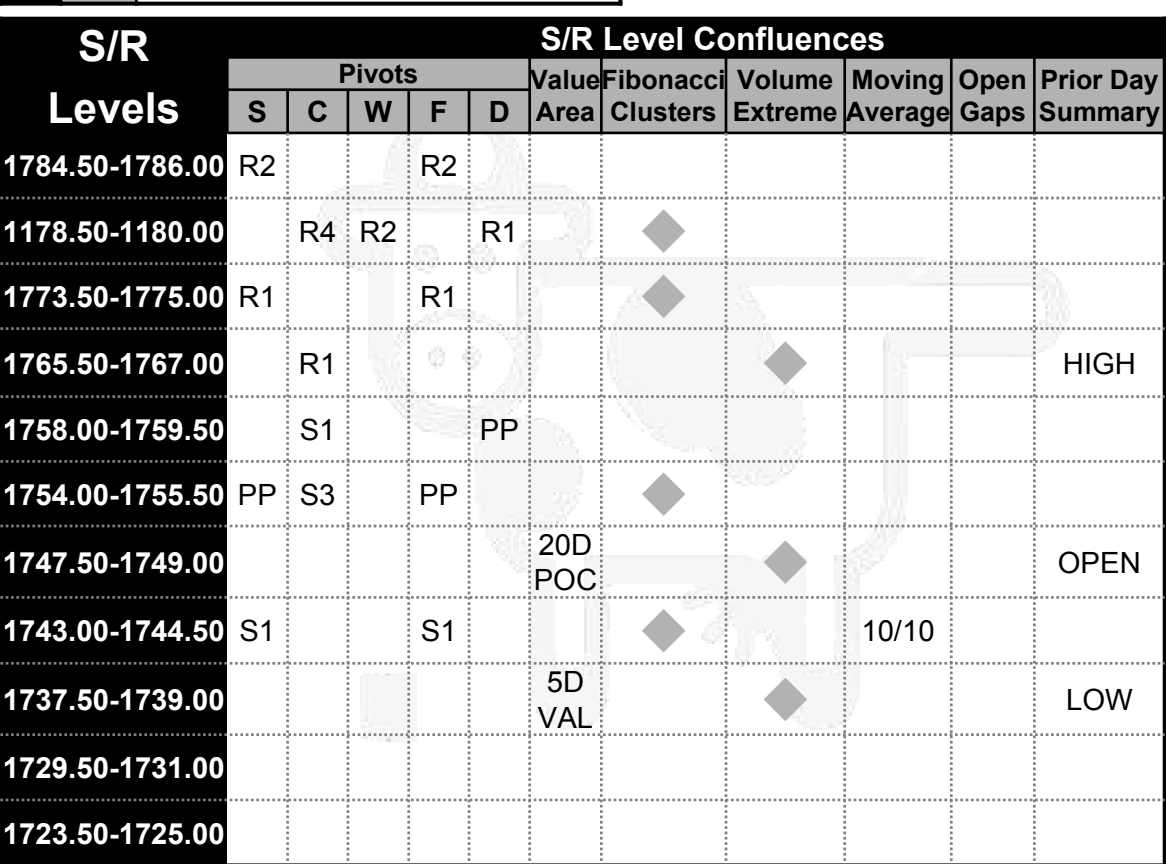 S/R Levels S/R Level Confluences
Pivots Value Area Fibonacci Clusters Volume Extreme Moving Average Open Gaps Prior Day Summary
S C W F D
1784.50-1786.00 R2 R2
1178.50-1180.00 R4 R2 R1
1773.50-1775.00 R1 R1
1765.50-1767.00 R1 HIGH
1758.00-1759.50 S1 PP
1754.00-1755.50 PP S3 PP
1747.50-1749.00 20D POC OPEN
1743.00-1744.50 S1 S1 10/10
1737.50-1739.00 5D VAL LOW
1729.50-1731.00
1723.50-1725.00